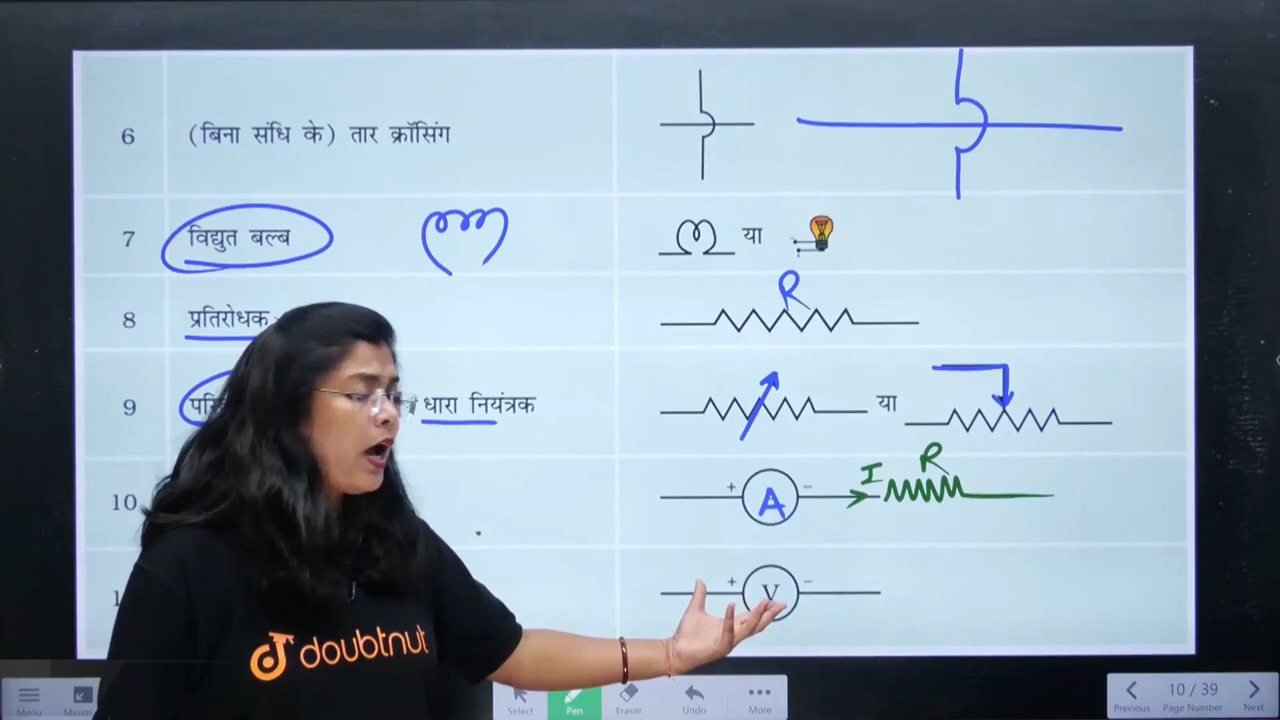 6 (बिना संधि के) तार क्रॉसिंग
7 विद्युत बल्ब या
R
8 प्रतिरोधक
9 धारा नियंत्रक या
10 + A − I R
+ V −
doubtnut
Menu Select Pen Eraser Undo More
10 / 39
Previous Page Number Next